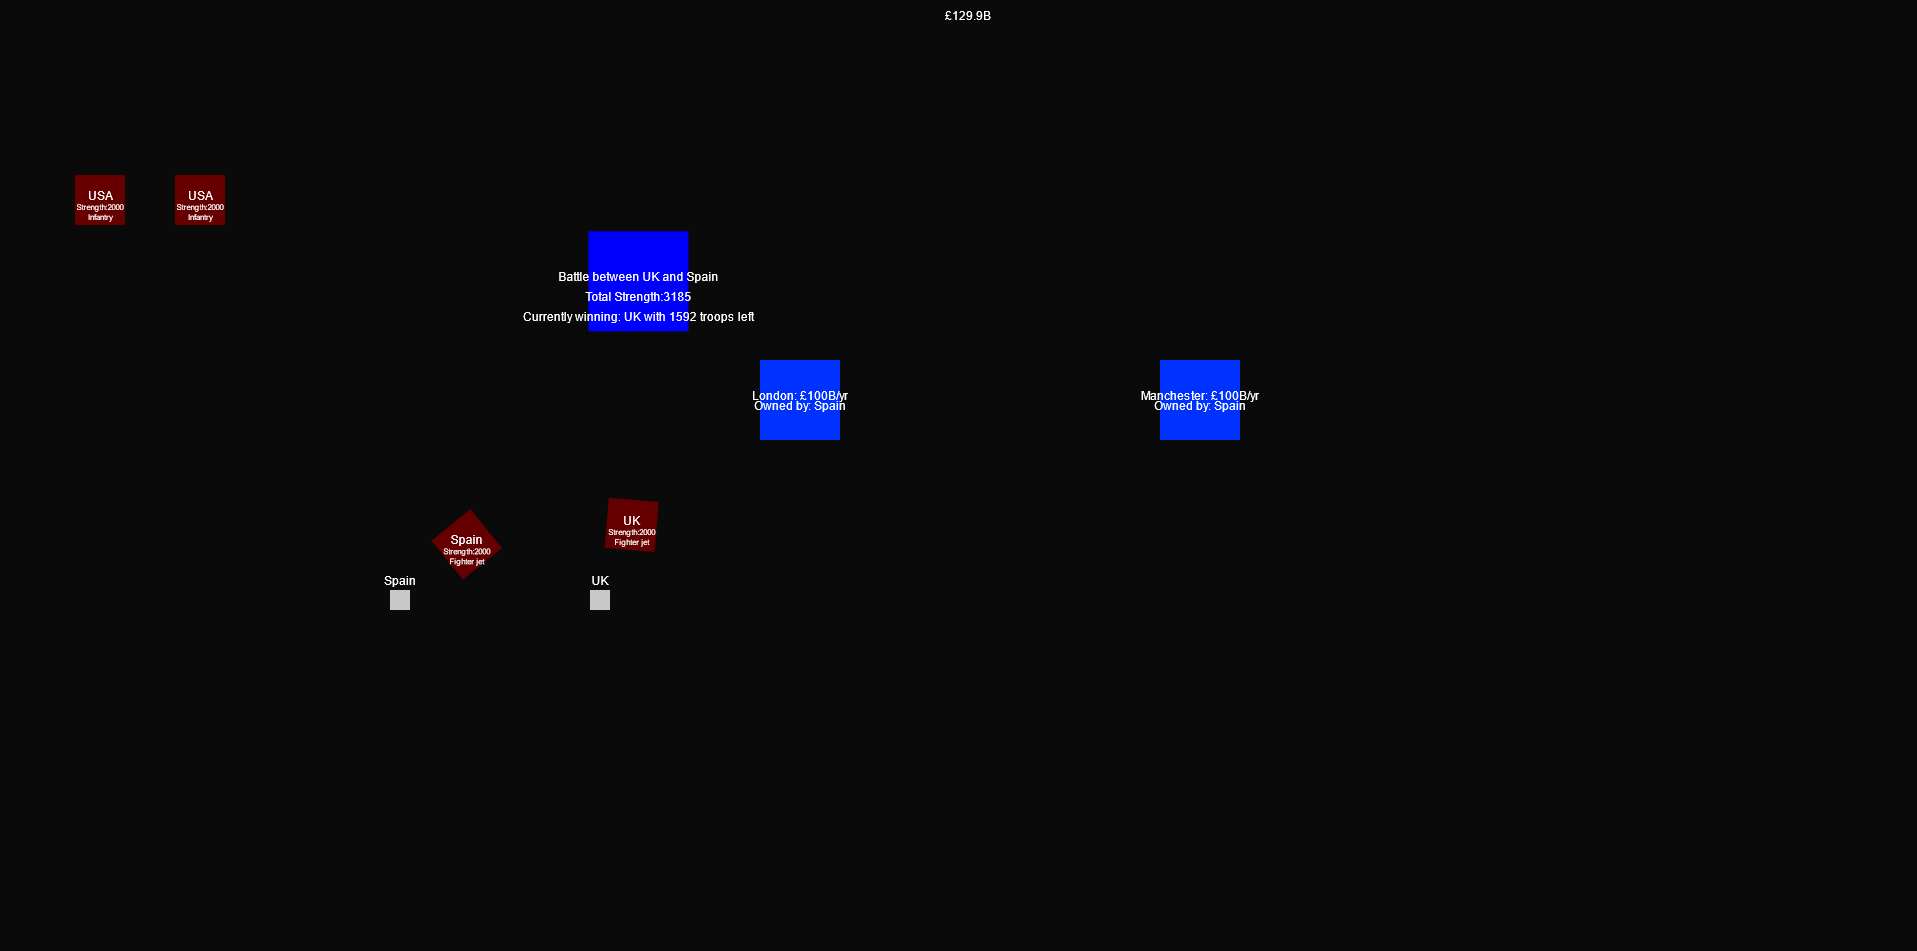 £129.9B
USA
Strength:2000
Infantry
USA
Strength:2000
Infantry
Battle between UK and Spain
Total Strength:3185
Currently winning: UK with 1592 troops left
London: £100B/yr
Owned by: Spain
Manchester: £100B/yr
Owned by: Spain
Spain
Strength:2000
Fighter jet
UK
Strength:2000
Fighter jet
Spain
UK